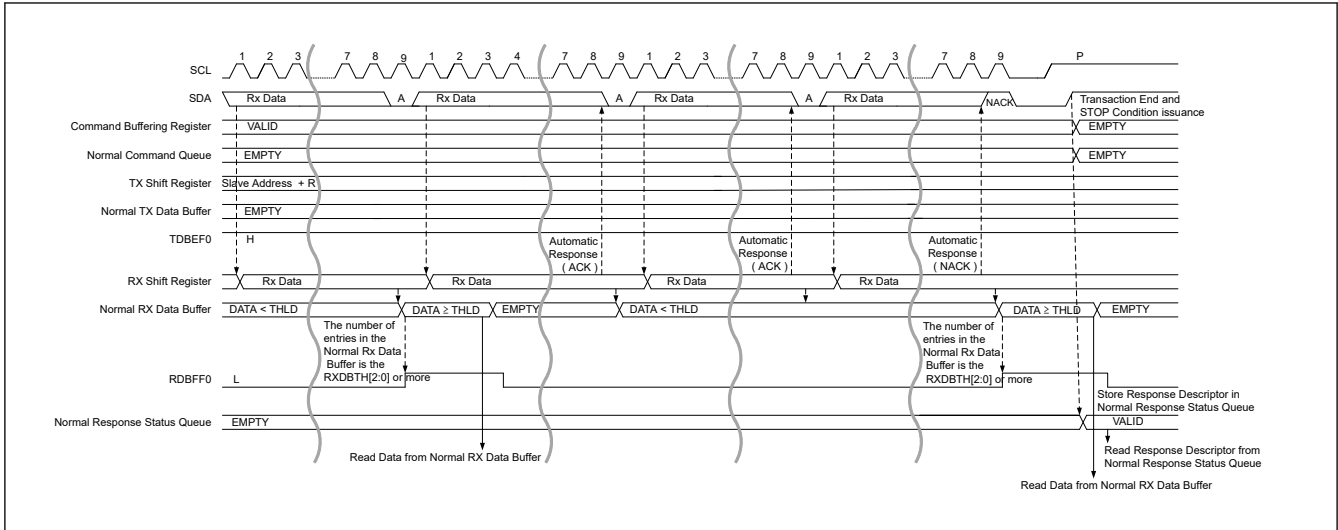 1 2 3 7 8 9 1 2 3 4 7 8 9 1 2 3 7 8 9 1 2 3 7 8 9 P
SCL
SDA Rx Data A Rx Data A Rx Data A Rx Data NACK Transaction End and
STOP Condition issuance
Command Buffering Register VALID EMPTY
Normal Command Queue EMPTY EMPTY
TX Shift Register Slave Address + R
Normal TX Data Buffer EMPTY
TDBEF0 H
Automatic
Response
( ACK )
Automatic
Response
( ACK )
Automatic
Response
( NACK )
RX Shift Register Rx Data Rx Data Rx Data Rx Data
Normal RX Data Buffer DATA < THLD DATA ≥ THLD EMPTY DATA < THLD DATA ≥ THLD EMPTY
The number of
entries in the
Normal Rx Data
Buffer is the
RXDBTH[2:0] or more
The number of
entries in the
Normal Rx Data
Buffer is the
RXDBTH[2:0] or more
RDBFF0 L
Store Response Descriptor in
Normal Response Status Queue
Normal Response Status Queue EMPTY VALID
Read Data from Normal RX Data Buffer
Read Response Descriptor from
Normal Response Status Queue
Read Data from Normal RX Data Buffer